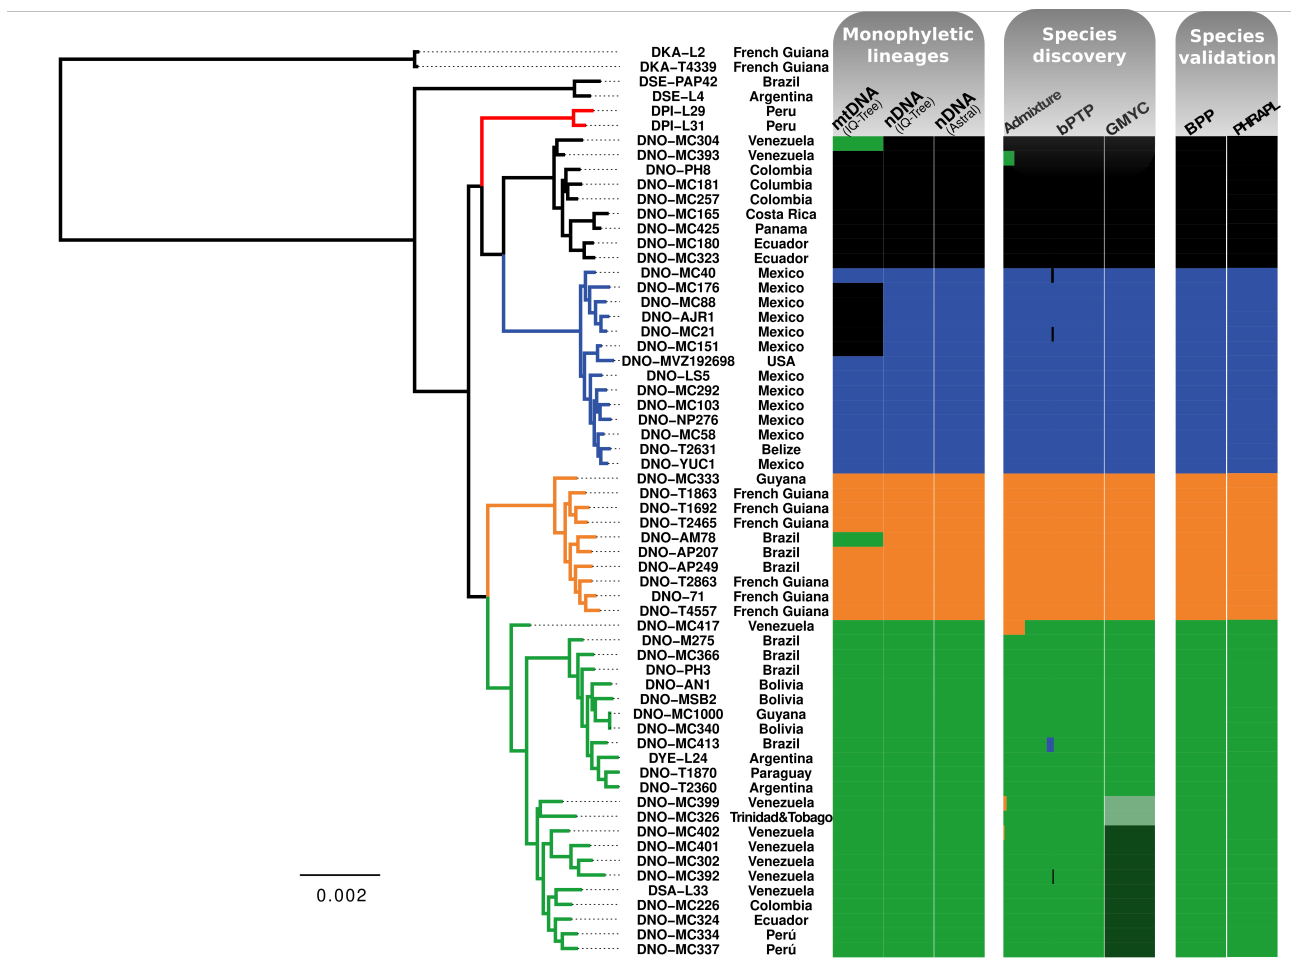 Monophyletic
lineages
Species
discovery
Species
validation
mtDNA
(IQ-Tree)
nDNA
(IQ-Tree)
nDNA
(Astral)
Admixture
bPTP
GMYC
BPP
PHRAPL
DKA-L2 French Guiana
DKA-T4339 French Guiana
DSE-PAP42 Brazil
DSE-L4 Argentina
DPI-L29 Peru
DPI-L31 Peru
DNO-MC304 Venezuela
DNO-MC393 Venezuela
DNO-PH8 Colombia
DNO-MC181 Columbia
DNO-MC257 Colombia
DNO-MC165 Costa Rica
DNO-MC425 Panama
DNO-MC180 Ecuador
DNO-MC323 Ecuador
DNO-MC40 Mexico
DNO-MC176 Mexico
DNO-MC88 Mexico
DNO-AJR1 Mexico
DNO-MC21 Mexico
DNO-MC151 Mexico
DNO-MVZ192698 USA
DNO-LS5 Mexico
DNO-MC292 Mexico
DNO-MC103 Mexico
DNO-NP276 Mexico
DNO-MC58 Mexico
DNO-T2631 Belize
DNO-YUC1 Mexico
DNO-MC333 Guyana
DNO-T1863 French Guiana
DNO-T1692 French Guiana
DNO-T2465 French Guiana
DNO-AM78 Brazil
DNO-AP207 Brazil
DNO-AP249 Brazil
DNO-T2863 French Guiana
DNO-71 French Guiana
DNO-T4557 French Guiana
DNO-MC417 Venezuela
DNO-M275 Brazil
DNO-MC366 Brazil
DNO-PH3 Brazil
DNO-AN1 Bolivia
DNO-MSB2 Bolivia
DNO-MC1000 Guyana
DNO-MC340 Bolivia
DNO-MC413 Brazil
DYE-L24 Argentina
DNO-T1870 Paraguay
DNO-T2360 Argentina
DNO-MC399 Venezuela
DNO-MC326 Trinidad&Tobago
DNO-MC402 Venezuela
DNO-MC401 Venezuela
DNO-MC302 Venezuela
DNO-MC392 Venezuela
DSA-L33 Venezuela
DNO-MC226 Colombia
DNO-MC324 Ecuador
DNO-MC334 Perú
DNO-MC337 Perú
0.002